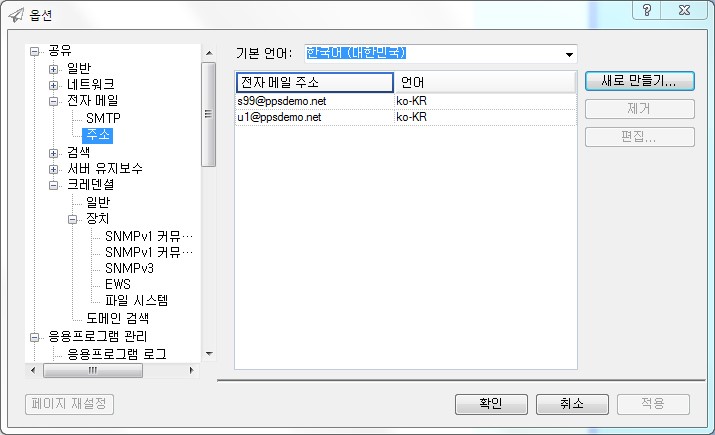 옵션
공유
일반
네트워크
전자 메일
SMTP
주소
검색
서버 유지보수
크레덴셜
일반
장치
SNMPv1 커뮤…
SNMPv1 커뮤…
SNMPv3
EWS
파일 시스템
도메인 검색
응용프로그램 관리
응용프로그램 로그
기본 언어: 한국어 (대한민국)
전자 메일 주소 언어
s99@ppsdemo.net ko-KR
u1@ppsdemo.net ko-KR
새로 만들기...
제거
편집...
페이지 재설정
확인
취소
적용